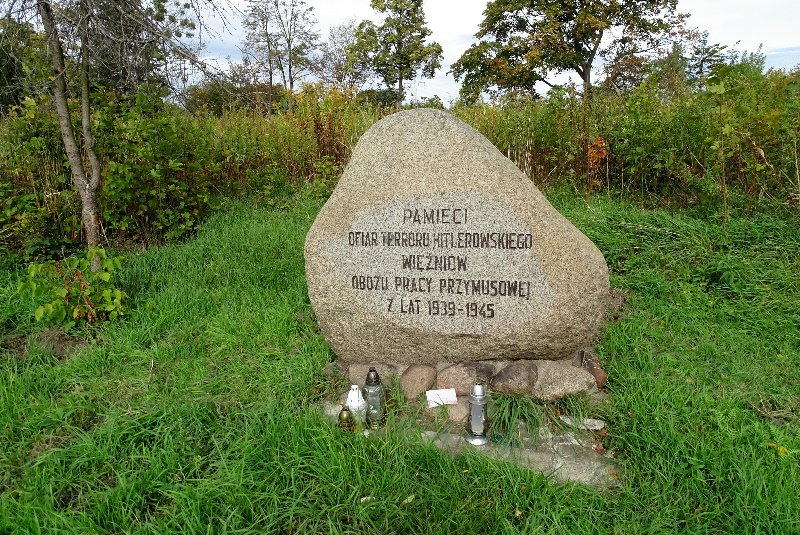 PAMIĘCI
OFIAR TERRORU HITLEROWSKIEGO
WIĘŹNIÓW
OBOZU PRACY PRZYMUSOWEJ
Z LAT 1939-1945